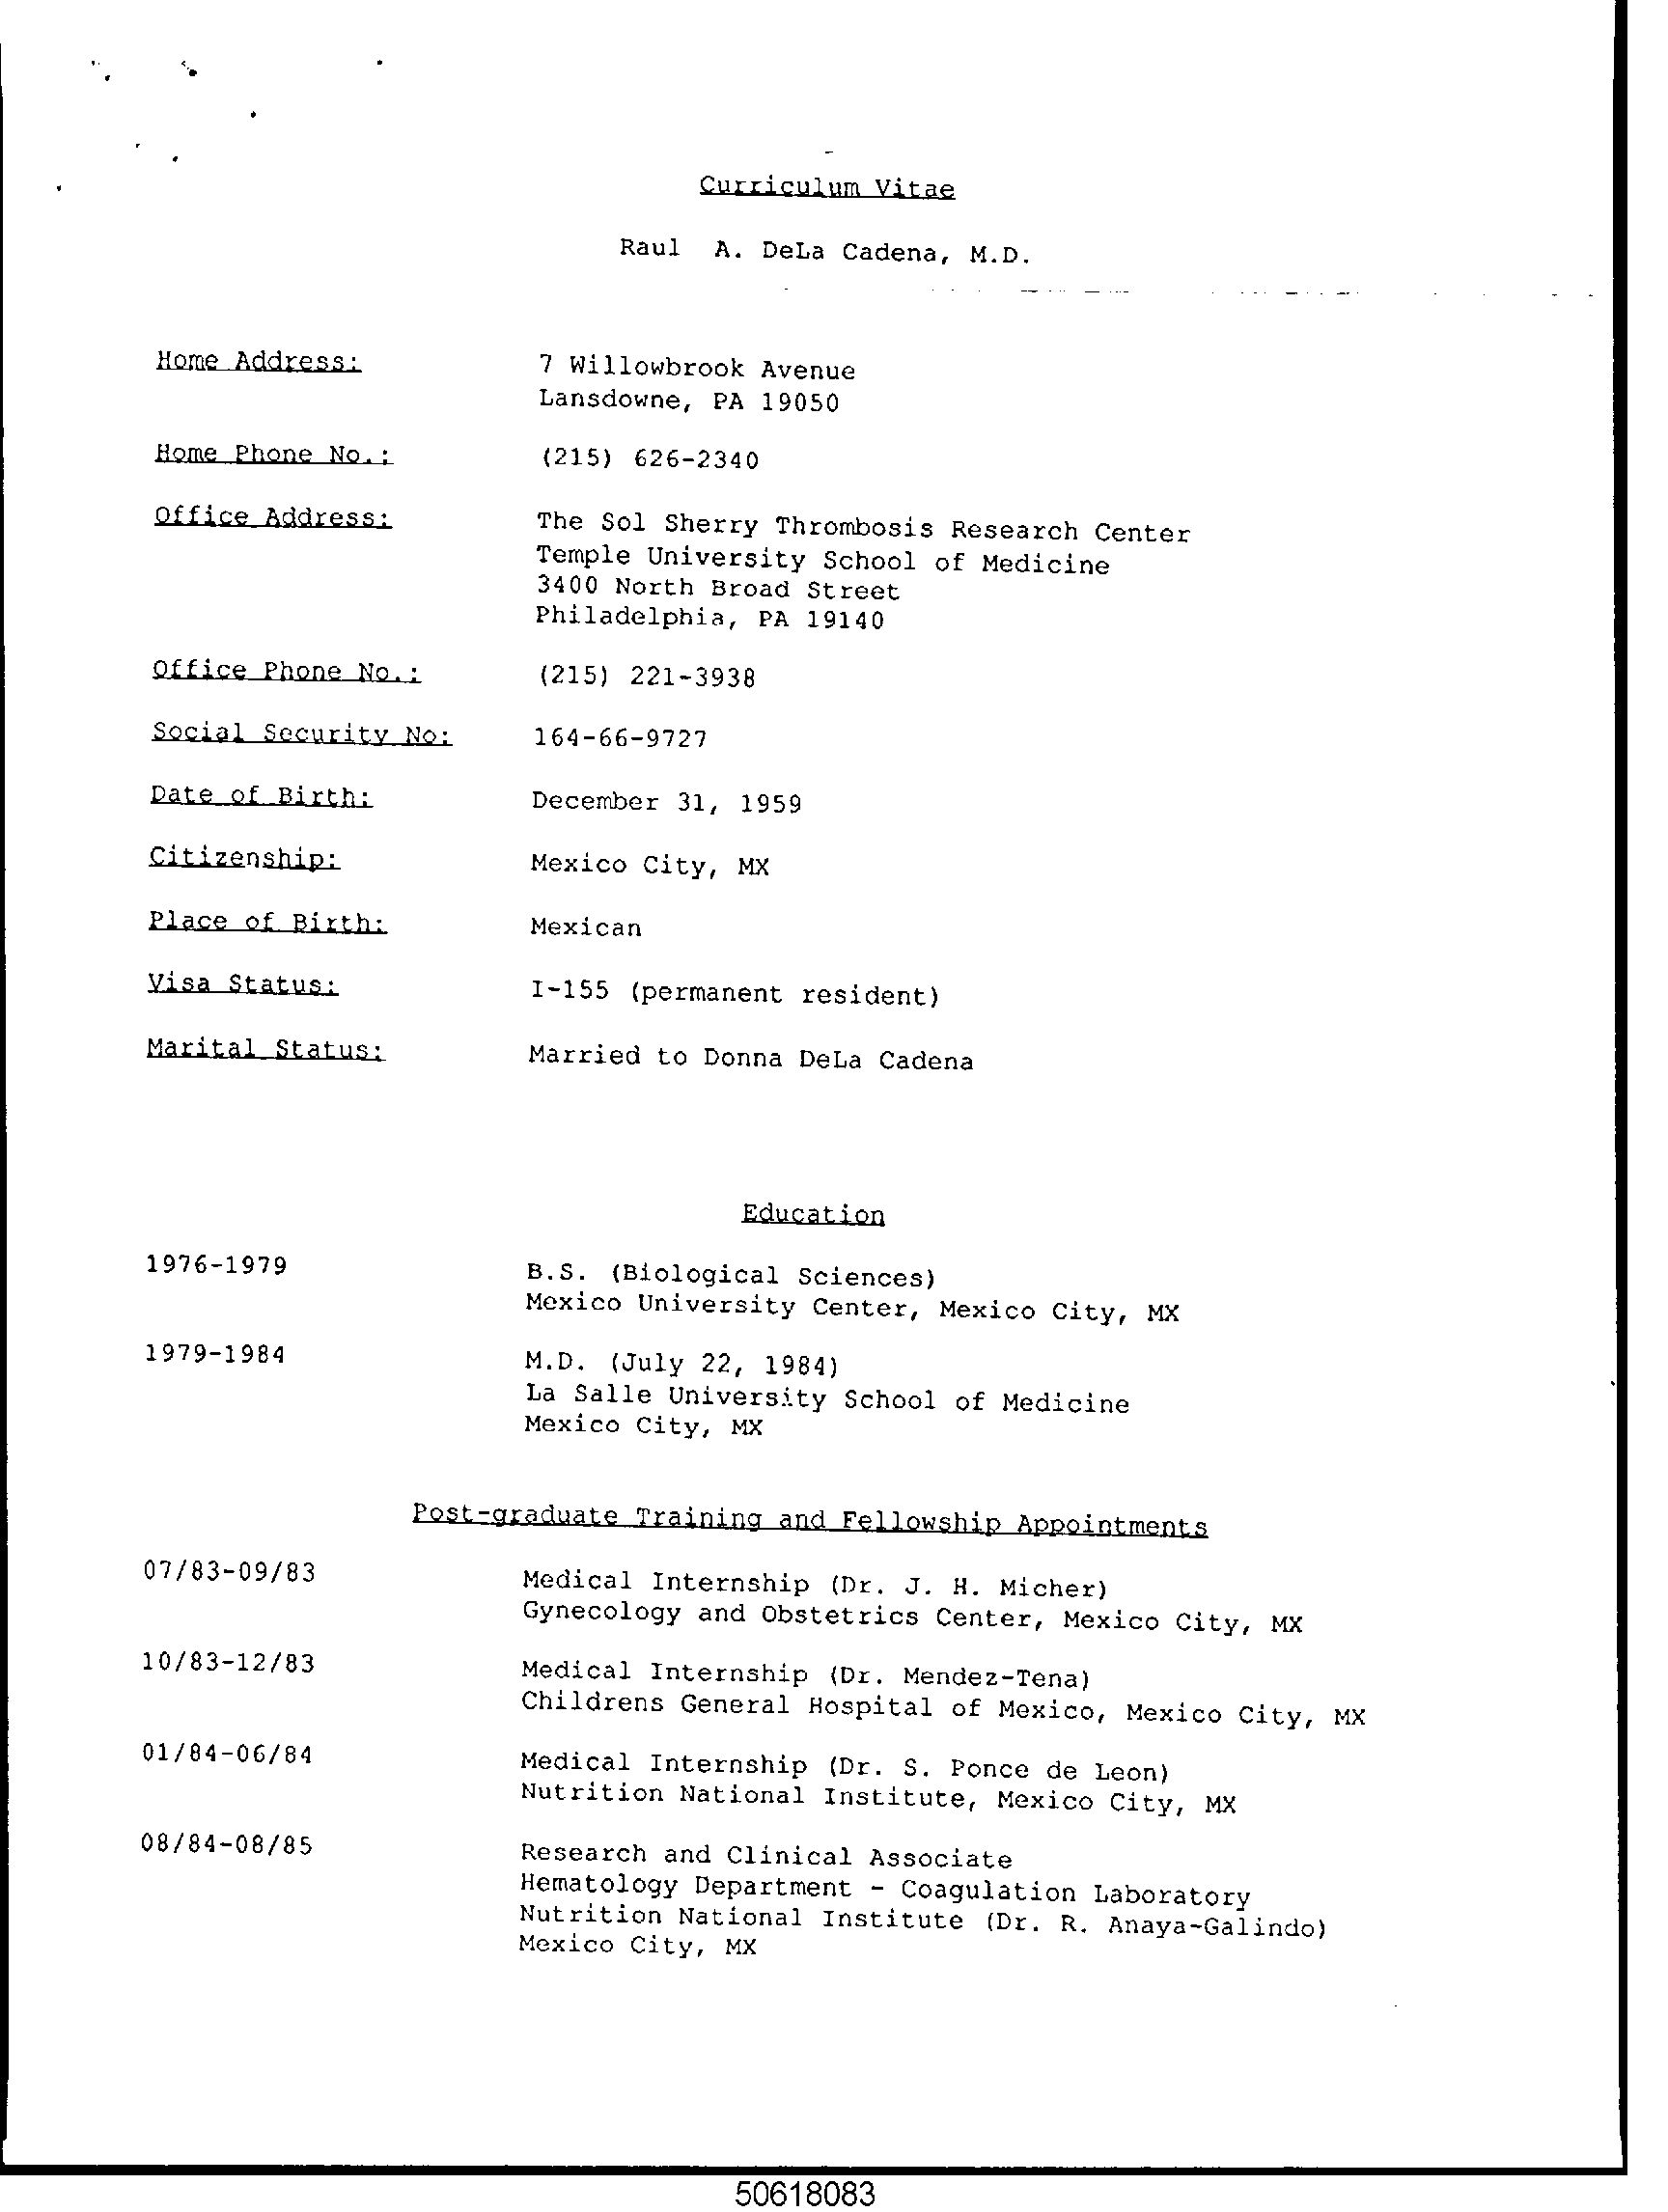 Curriculum Vitae
Raul A. DeLa Cadena, M.D.
Home Address: 7 Willowbrook Avenue
Lansdowne, PA 19050
Home Phone No.: (215) 626-2340
Office Address: The Sol Sherry Thrombosis Research Center
Temple University School of Medicine
3400 North Broad Street
Philadelphia, PA 19140
Office Phone No.: (215) 221-3938
Social Security No: 164-66-9727
Date of Birth: December 31, 1959
Citizenship: Mexico City, MX
Place of Birth: Mexican
Visa Status: I-155 (permanent resident)
Marital Status: Married to Donna DeLa Cadena
Education
1976-1979 B.S. (Biological Sciences)
Mexico University Center, Mexico City, MX
1979-1984 M.D. (July 22, 1984)
La Salle University School of Medicine
Mexico City, MX
Post-graduate Training and Fellowship Appointments
07/83-09/83 Medical Internship (Dr. J. H. Micher)
Gynecology and Obstetrics Center, Mexico City, MX
10/83-12/83 Medical Internship (Dr. Mendez-Tena)
Childrens General Hospital of Mexico, Mexico City, MX
01/84-06/84 Medical Internship (Dr. S. Ponce de Leon)
Nutrition National Institute, Mexico City, MX
08/84-08/85 Research and Clinical Associate
Hematology Department - Coagulation Laboratory
Nutrition National Institute (Dr. R. Anaya-Galindo)
Mexico City, MX
50618083